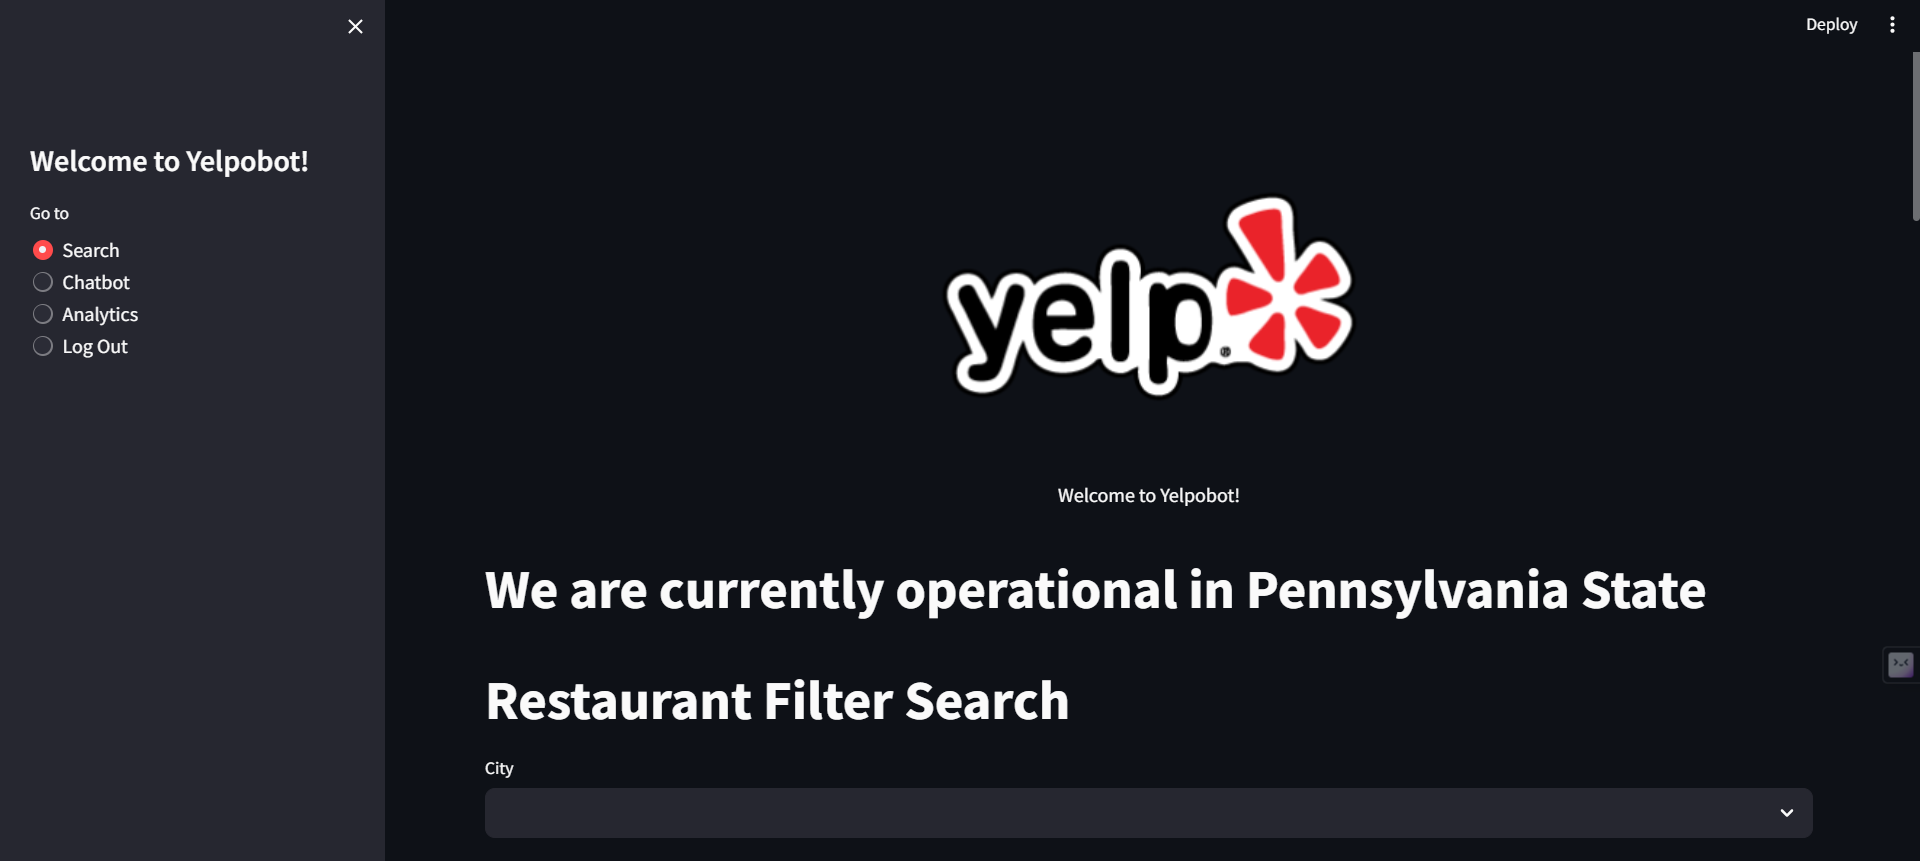 Deploy
Welcome to Yelpobot!
Go to
Search
Chatbot
Analytics
Log Out
yelp
Welcome to Yelpobot!
We are currently operational in Pennsylvania State
Restaurant Filter Search
City